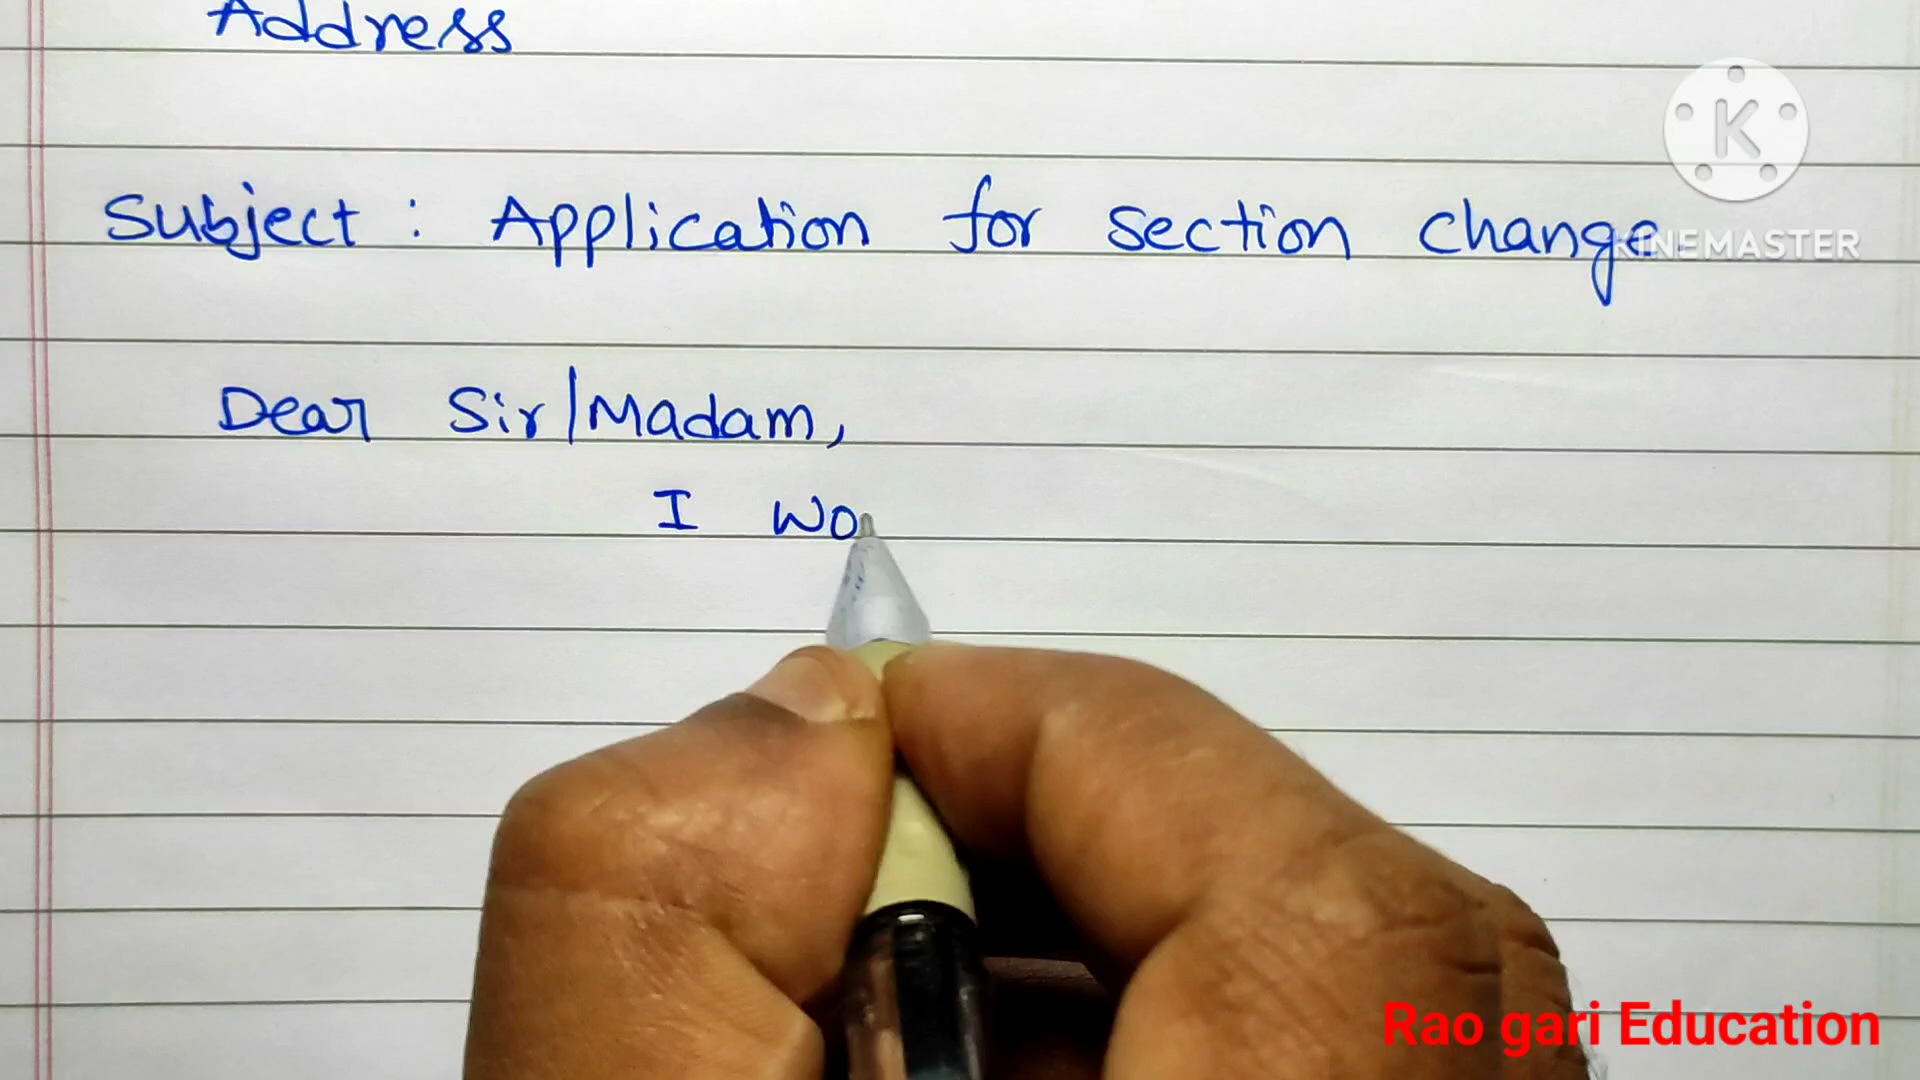 Address
Subject : Application for section change.
KINEMASTER
Dear Sir/Madam,
I wo
Rao gari Education